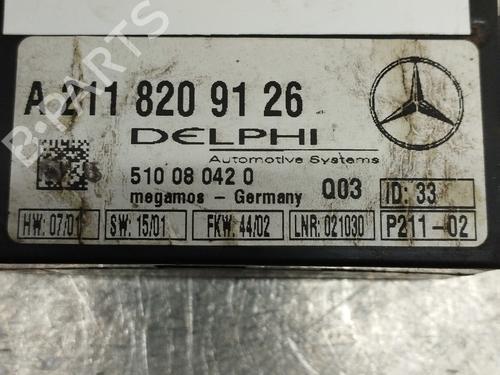 A 211 820 91 26
DELPHI
Automotive Systems
510 08 042 0
megamos - Germany
Q03
ID: 33
HW: 07/01
SW: 15/01
FKW: 44/02
LNR: 021030
P211-02
B-PARTS